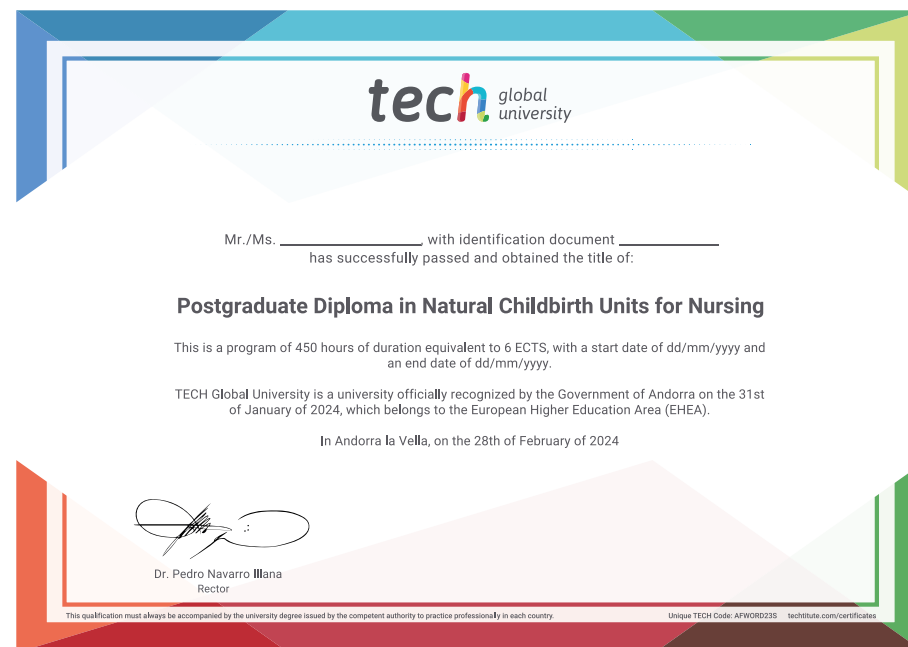 tech global
university
Mr./Ms. ____________________, with identification document ______________
has successfully passed and obtained the title of:
Postgraduate Diploma in Natural Childbirth Units for Nursing
This is a program of 450 hours of duration equivalent to 6 ECTS, with a start date of dd/mm/yyyy and
an end date of dd/mm/yyyy.
TECH Global University is a university officially recognized by the Government of Andorra on the 31st
of January of 2024, which belongs to the European Higher Education Area (EHEA).
In Andorra la Vella, on the 28th of February of 2024
Dr. Pedro Navarro Illana
Rector
This qualification must always be accompanied by the university degree issued by the competent authority to practice professionally in each country.
Unique TECH Code: AFWORD23S techtitute.com/certificates